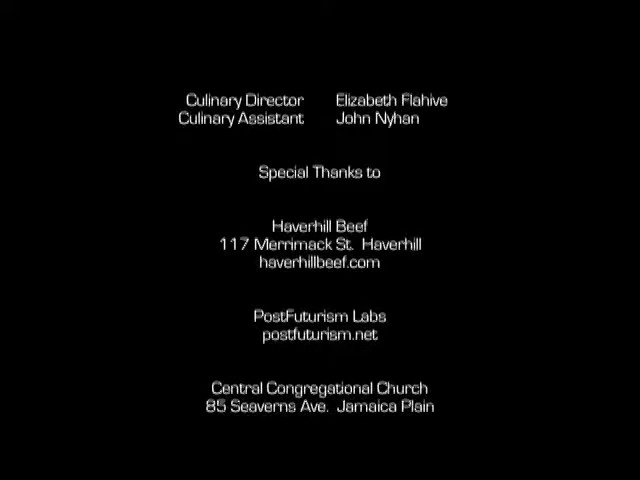 Culinary Director Elizabeth Flahive
Culinary Assistant John Nyhan
Special Thanks to
Haverhill Beef
117 Merrimack St. Haverhill
haverhillbeef.com
PostFuturism Labs
postfuturism.net
Central Congregational Church
85 Seaverns Ave. Jamaica Plain